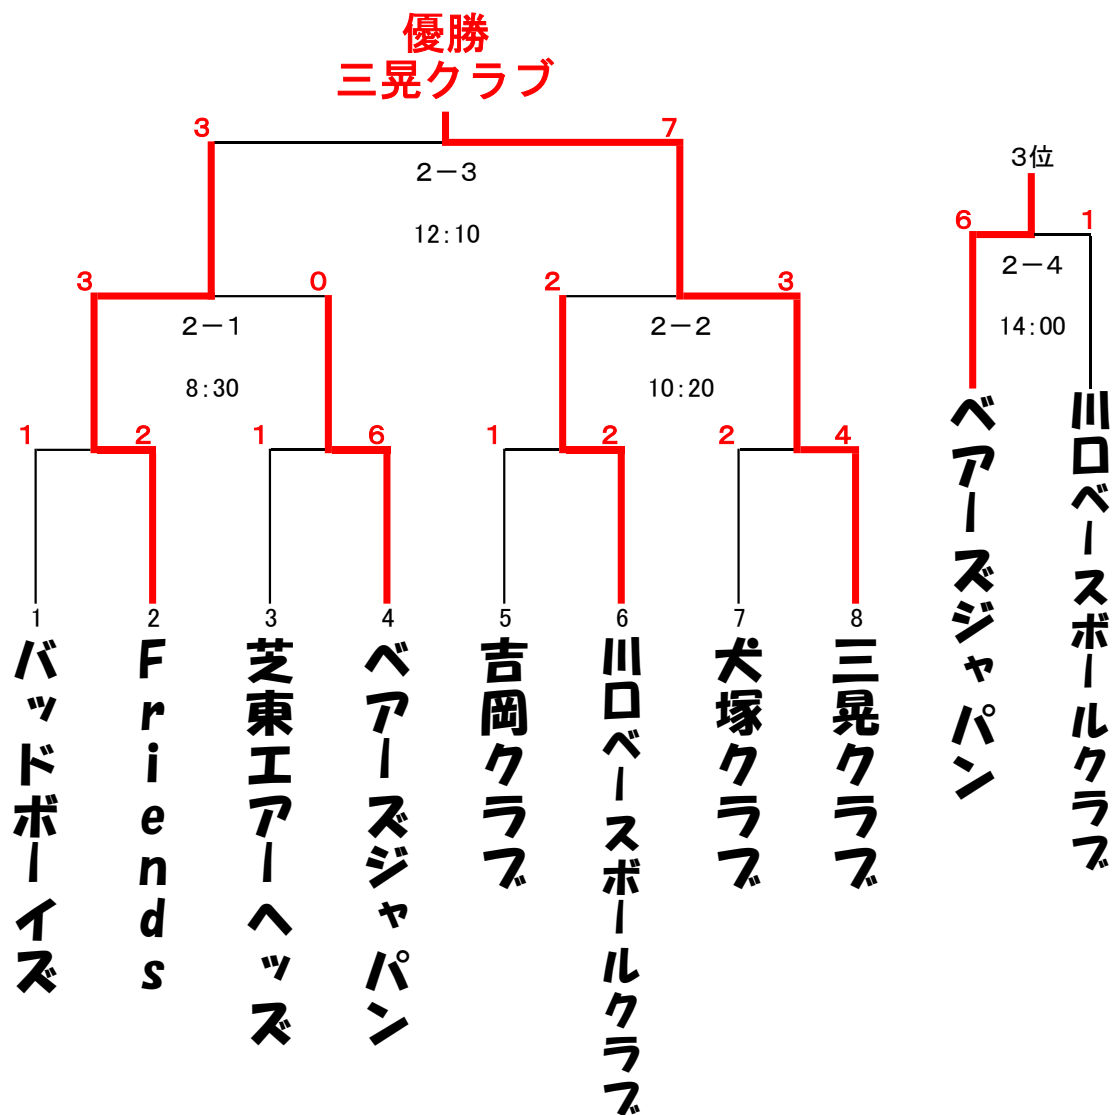 優勝
三晃クラブ
3
7
2－3
12:10
3位
6
1
2－4
14:00
3
0
2
3
2－1
2－2
8:30
10:20
1
2
1
6
1
2
2
4
1
2
3
4
5
6
7
8
バッドボーイズ
Friends
芝東エアーヘッズ
ベアーズジャパン
吉岡クラブ
川口ベースボールクラブ
犬塚クラブ
三晃クラブ
ベアーズジャパン
川口ベースボールクラブ